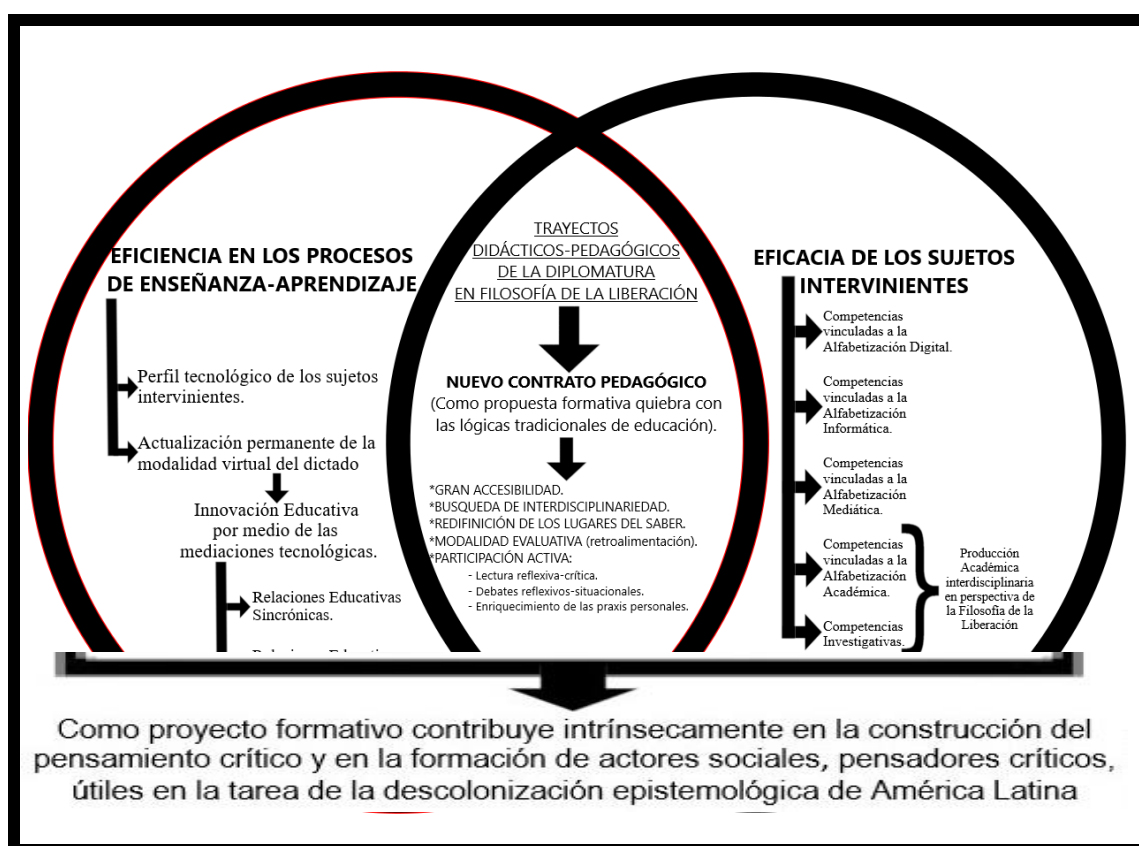 EFICIENCIA EN LOS PROCESOS
DE ENSEÑANZA-APRENDIZAJE
Perfil tecnológico de los sujetos
intervinientes.
Actualización permanente de la
modalidad virtual del dictado
Innovación Educativa
por medio de las
mediaciones tecnológicas.
Relaciones Educativas
Sincrónicas.
TRAYECTOS
DIDÁCTICOS-PEDAGÓGICOS
DE LA DIPLOMATURA
EN FILOSOFÍA DE LA LIBERACIÓN
NUEVO CONTRATO PEDAGÓGICO
(Como propuesta formativa quiebra con
las lógicas tradicionales de educación).
*GRAN ACCESIBILIDAD.
*BUSQUEDA DE INTERDISCIPLINARIEDAD.
*REDIFINICIÓN DE LOS LUGARES DEL SABER.
*MODALIDAD EVALUATIVA (retroalimentación).
*PARTICIPACIÓN ACTIVA:
- Lectura reflexiva-crítica.
- Debates reflexivos-situacionales.
- Enriquecimiento de las praxis personales.
EFICACIA DE LOS SUJETOS
INTERVINIENTES
Competencias
vinculadas a la
Alfabetización Digital.
Competencias
vinculadas a la
Alfabetización
Informática.
Competencias
vinculadas a la
Alfabetización
Mediática.
Competencias
vinculadas a la
Alfabetización
Académica.
Competencias
Investigativas.
Producción
Académica
interdisciplinaria
en perspectiva de
la Filosofía de la
Liberación
Como proyecto formativo contribuye intrínsecamente en la construcción del
pensamiento crítico y en la formación de actores sociales, pensadores críticos,
útiles en la tarea de la descolonización epistemológica de América Latina